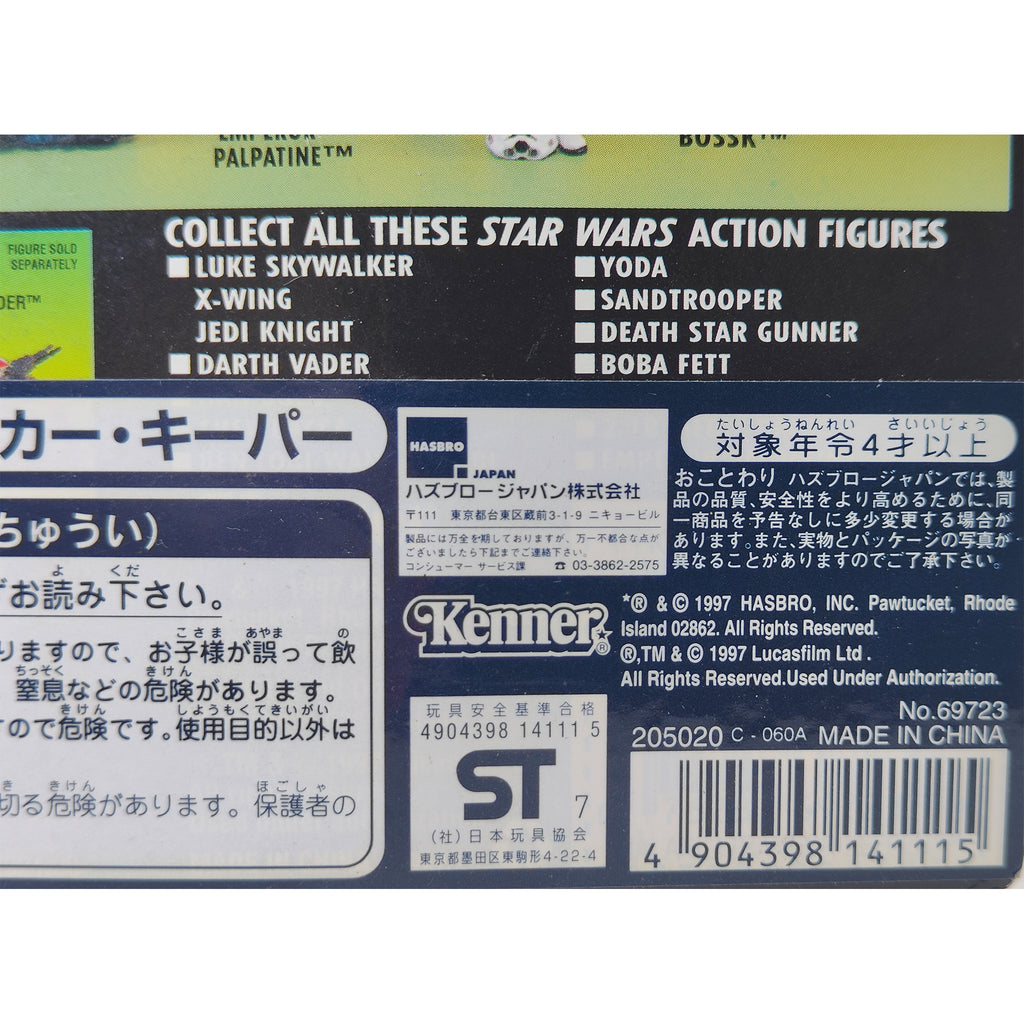 PALPATINE™
BOSSK™
COLLECT ALL THESE STAR WARS ACTION FIGURES
FIGURE SOLD
SEPARATELY
DER™
LUKE SKYWALKER
X-WING
JEDI KNIGHT
DARTH VADER
YODA
SANDTROOPER
DEATH STAR GUNNER
BOBA FETT
カー・キーパー
ちゅうい)
お読み下さい。
よ くだ
りますので、お子様が誤って飲
こさま あやま の
窒息などの危険があります。
ちっそく きけん
ので危険です。使用目的以外は
きけん しようもくてきいがい
切る危険があります。保護者の
き きけん ほごしゃ
HASBRO
JAPAN
ハズブロージャパン株式会社
〒111 東京都台東区蔵前3-1-9 ニキョービル
製品には万全を期しておりますが、万一不都合な点が
ございましたら下記までご連絡下さい。
コンシューマー サービス課 ☎ 03-3862-2575
たいしょうねんれい さいいじょう
対象年令4才以上
おことわり ハズブロージャパンでは、製
品の品質、安全性をより高めるために、同
一商品を予告なしに多少変更する場合が
あります。また、実物とパッケージの写真が
異なることがありますのでご了承下さい。
Kenner®
*® & © 1997 HASBRO, INC. Pawtucket, Rhode
Island 02862. All Rights Reserved.
®,TM & © 1997 Lucasfilm Ltd .
All Rights Reserved.Used Under Authorization.
No.69723
205020 C - 060A MADE IN CHINA
玩具安全基準合格
4904398 14111 5
ST 7
(社)日本玩具協会
東京都墨田区東駒形4-22-4
4 904398 141115